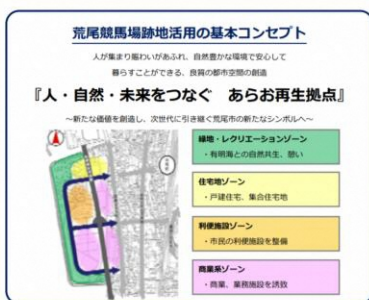 荒尾競馬場跡地活用の基本コンセプト
人が集まり賑わいがあふれ、自然豊かな環境で安心して
暮らすことができる、良質の都市空間の創造
『人・自然・未来をつなぐ　あらお再生拠点』
～新たな価値を創造し、次世代に引き継ぐ荒尾市の新たなシンボルへ～
緑地・レクリエーションゾーン
・有明海との自然共生、憩い
住宅地ゾーン
・戸建住宅、集合住宅地
利便施設ゾーン
・市民の利便施設を整備
商業系ゾーン
・商業、業務施設を誘致